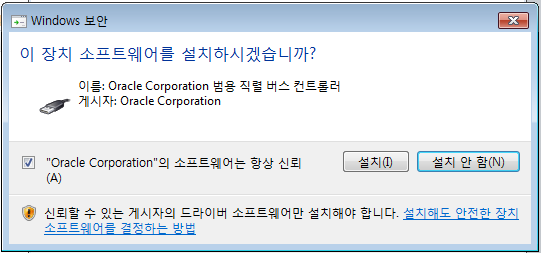 Windows 보안
이 장치 소프트웨어를 설치하시겠습니까?
이름: Oracle Corporation 범용 직렬 버스 컨트롤러
게시자: Oracle Corporation
"Oracle Corporation"의 소프트웨어는 항상 신뢰
(A)
설치(I)
설치 안 함(N)
신뢰할 수 있는 게시자의 드라이버 소프트웨어만 설치해야 합니다. 설치해도 안전한 장치
소프트웨어를 결정하는 방법